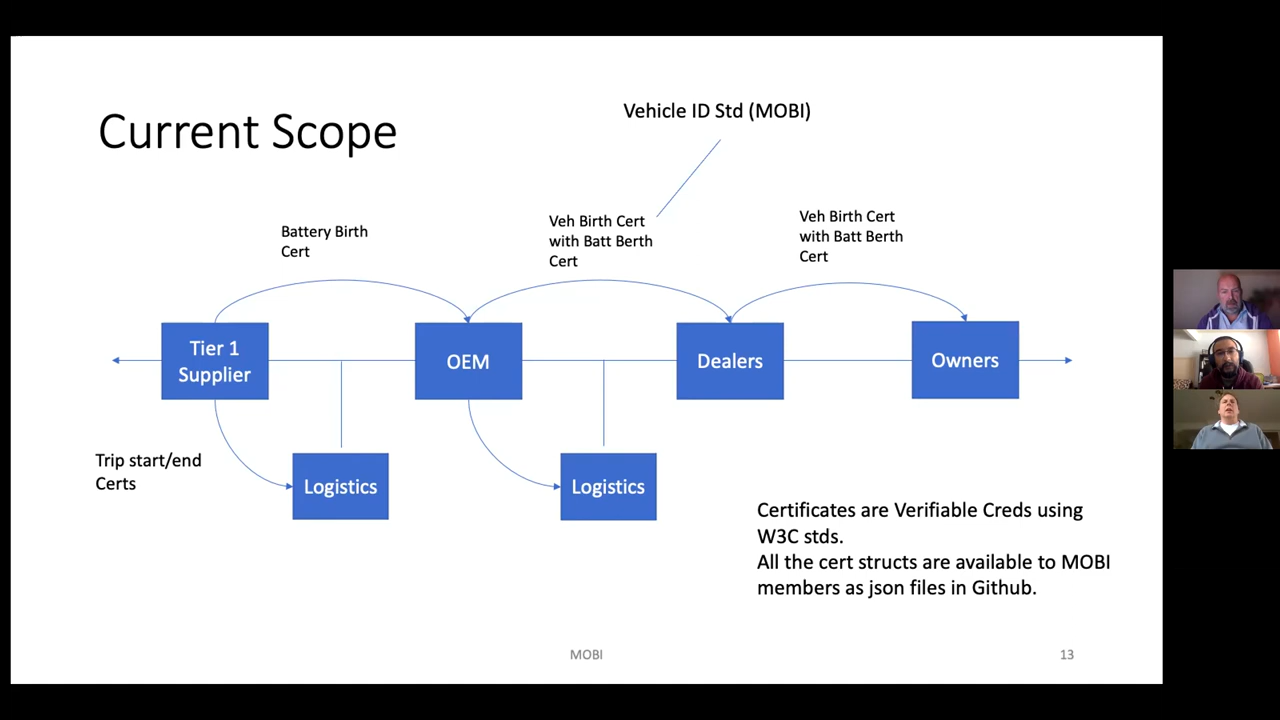 Current Scope
Vehicle ID Std (MOBI)
Battery Birth
Cert
Veh Birth Cert
with Batt Berth
Cert
Veh Birth Cert
with Batt Berth
Cert
Tier 1
Supplier
OEM
Dealers
Owners
Trip start/end
Certs
Logistics
Logistics
Certificates are Verifiable Creds using
W3C stds.
All the cert structs are available to MOBI
members as json files in Github.
MOBI
13